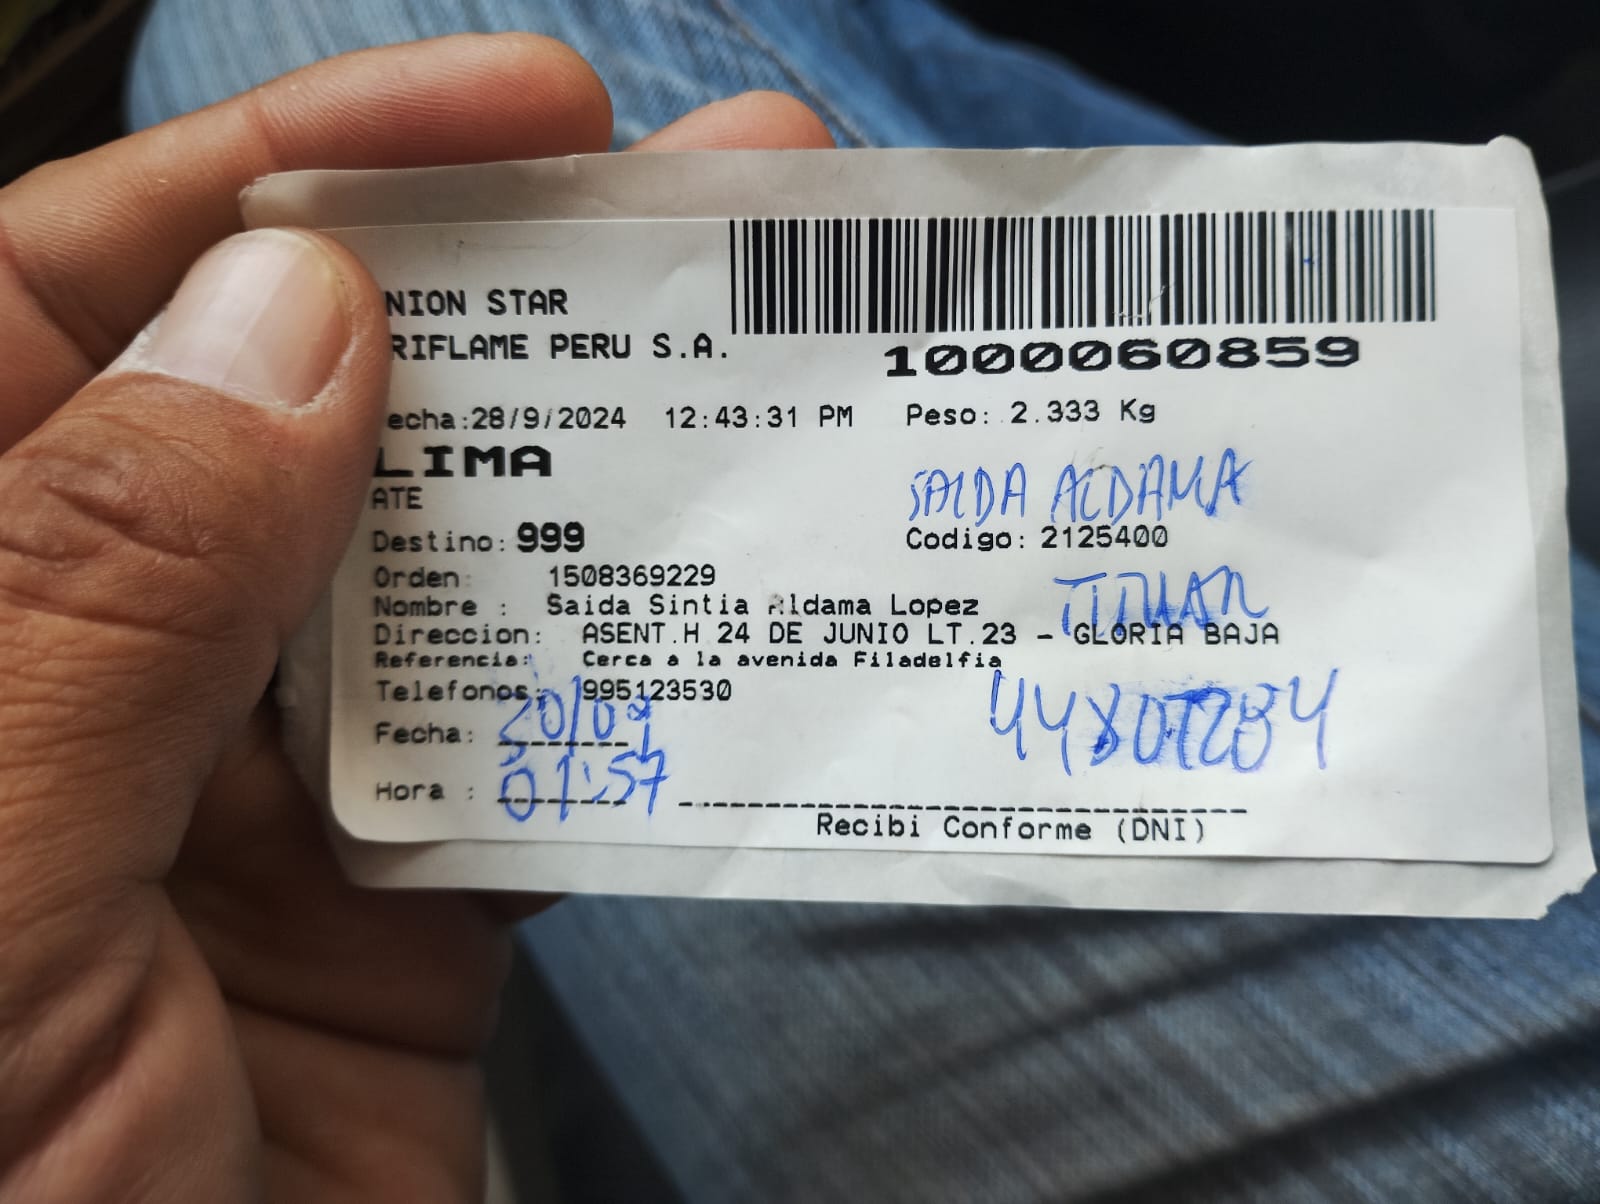 NION STAR
RIFLAME PERU S.A.
1000060859
echa:28/9/2024 12:43:31 PM Peso: 2.333 Kg
LIMA
ATE
SAIDA ALDAMA
Destino: 999 Codigo: 2125400
Orden: 1508369229
TITULAR
Nombre : Saida Sintia Aldama Lopez
Direccion: ASENT.H 24 DE JUNIO LT.23 - GLORIA BAJA
Referencia: Cerca a la avenida Filadelfia
Telefonos: 995123530
Fecha: 30/09
Hora : 01:57
Recibi Conforme (DNI)